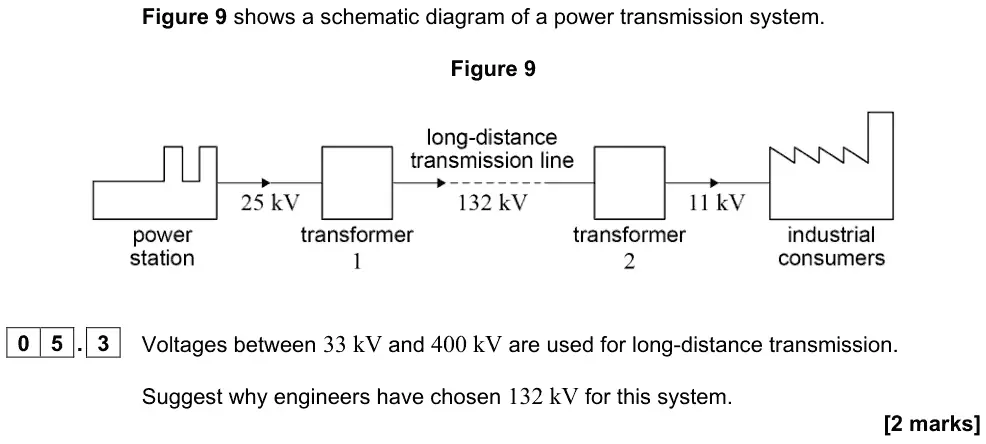 Figure 9 shows a schematic diagram of a power transmission system.
Figure 9
long-distance
transmission line
25 kV
132 kV
11 kV
power
station
transformer
1
transformer
2
industrial
consumers
0 5 . 3 Voltages between 33 kV and 400 kV are used for long-distance transmission.
Suggest why engineers have chosen 132 kV for this system.
[2 marks]